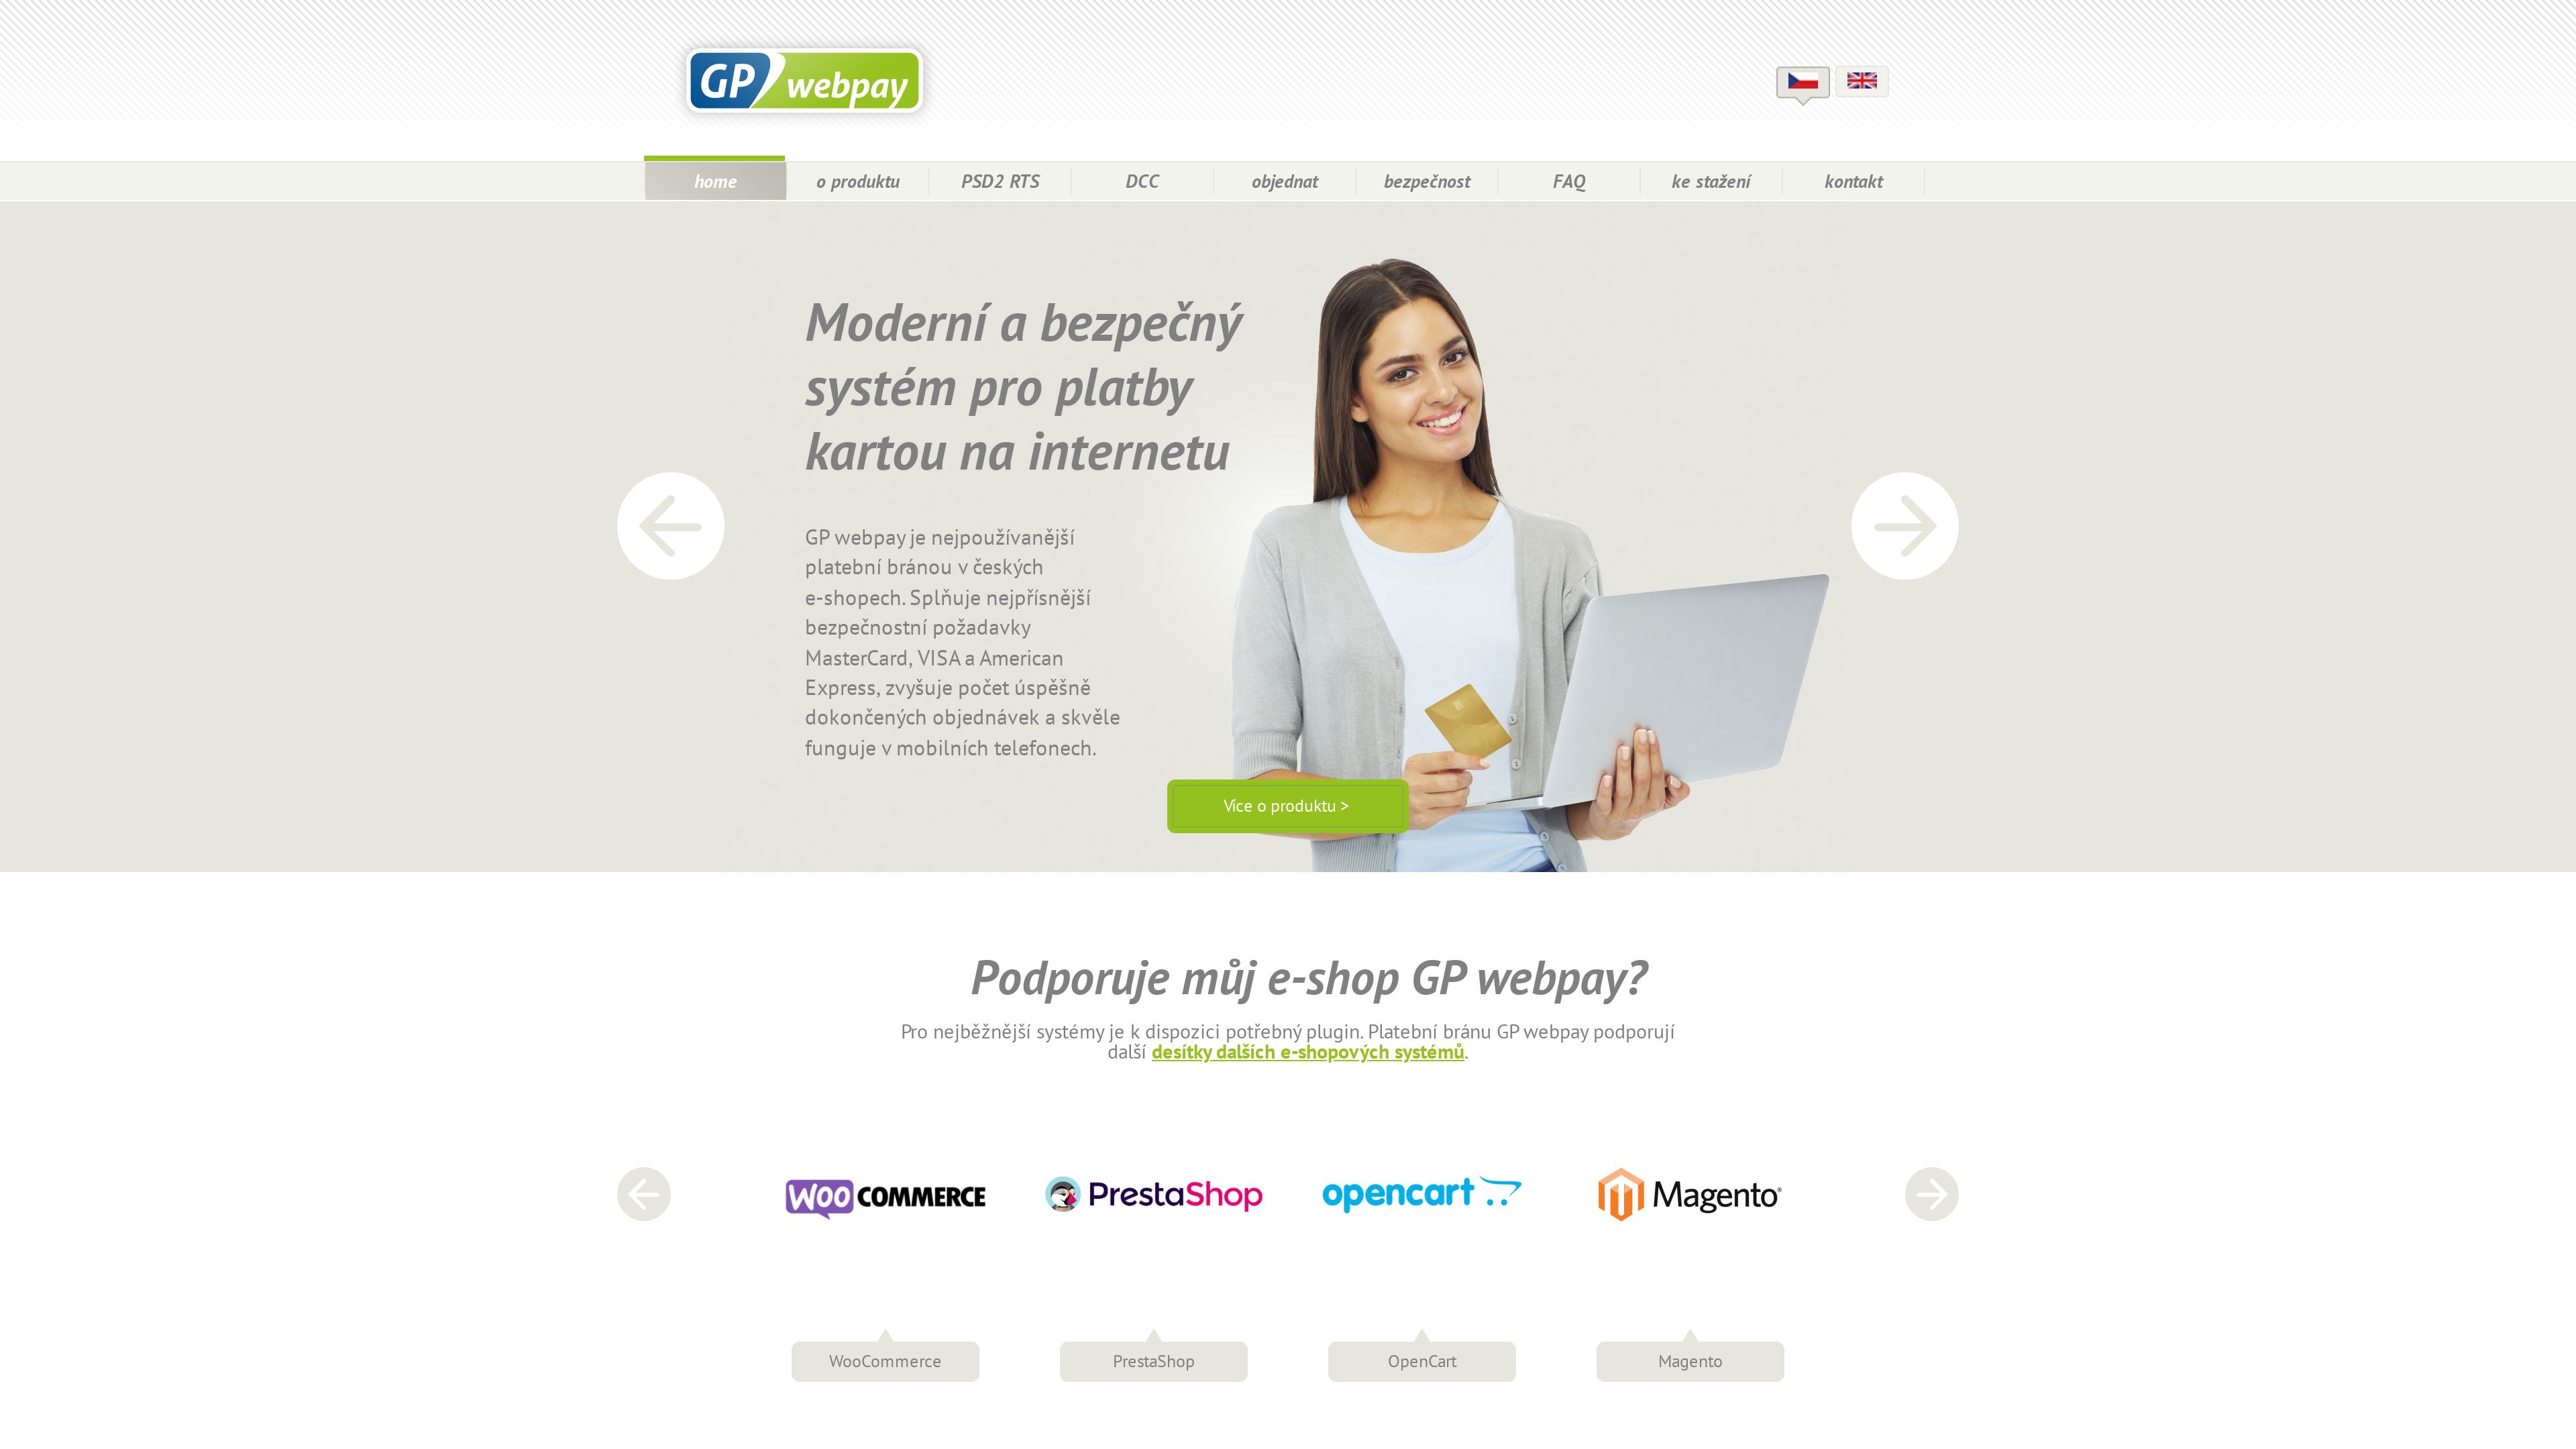 GP webpay
home
o produktu
PSD2 RTS
DCC
objednat
bezpečnost
FAQ
ke stažení
kontakt
Moderní a bezpečný
systém pro platby
kartou na internetu
GP webpay je nejpoužívanější
platební bránou v českých
e-shopech. Splňuje nejpřísnější
bezpečnostní požadavky
MasterCard, VISA a American
Express, zvyšuje počet úspěšně
dokončených objednávek a skvěle
funguje v mobilních telefonech.
Více o produktu >
Podporuje můj e-shop GP webpay?
Pro nejběžnější systémy je k dispozici potřebný plugin. Platební bránu GP webpay podporují
další desítky dalších e-shopových systémů.
WOO COMMERCE
PrestaShop
opencart
Magento®
WooCommerce
PrestaShop
OpenCart
Magento